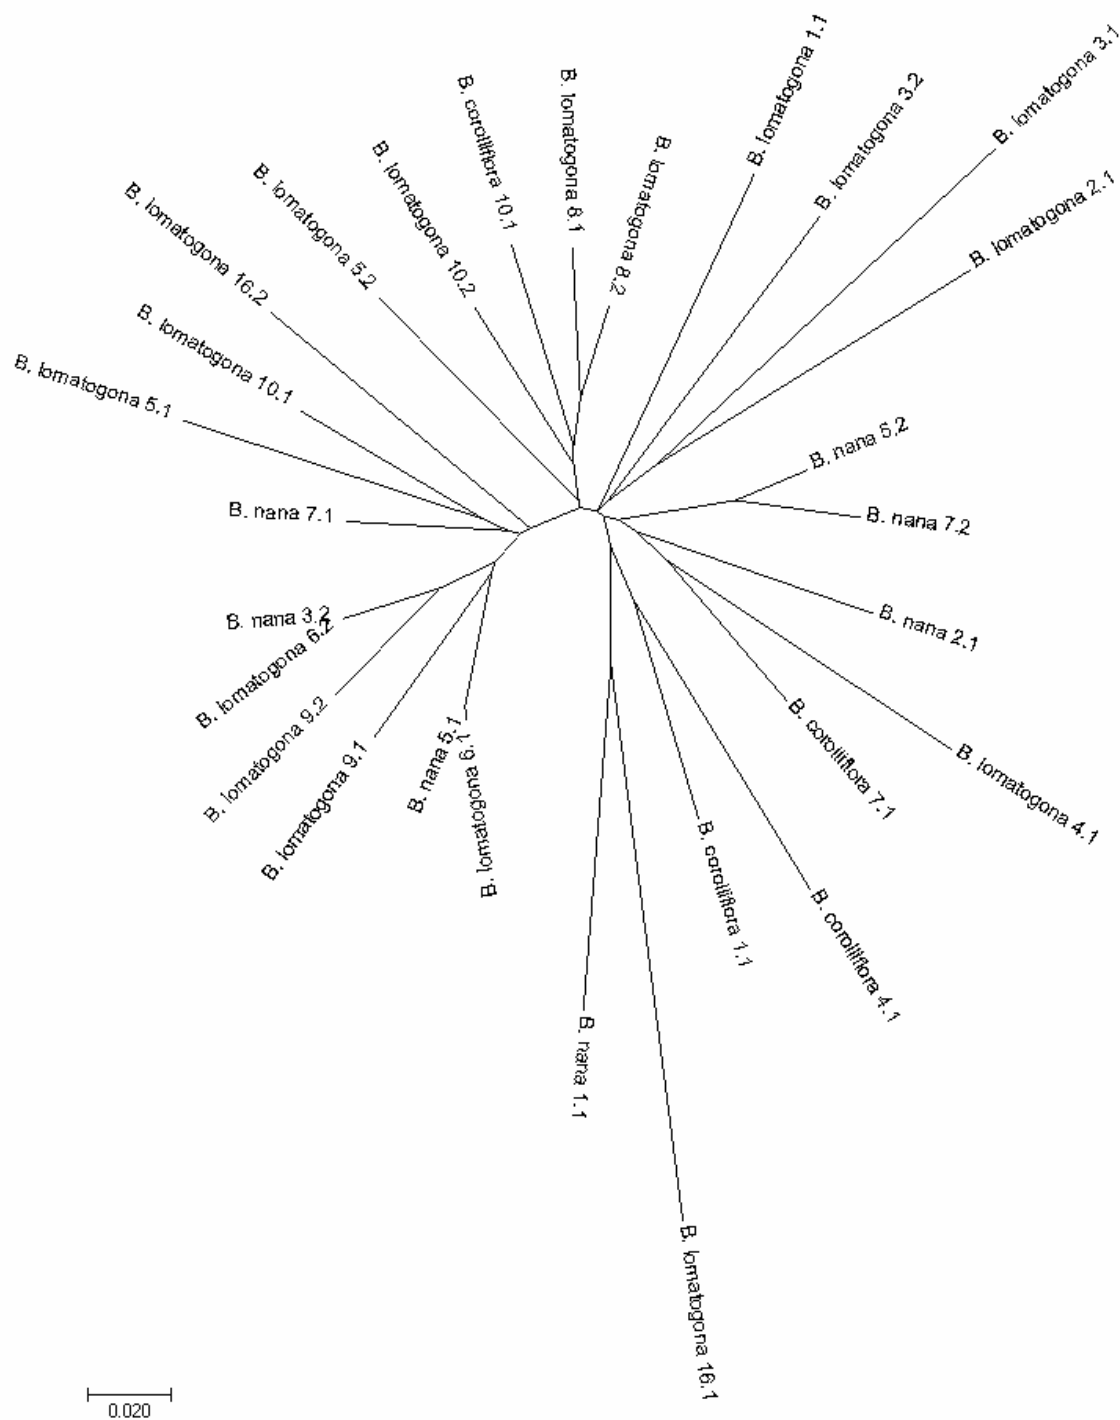 B. lomatogona 1.1
B. lomatogona 3.1
B. lomatogona 3.2
B. lomatogona 8.1
B. corolliflora 10.1
B. lomatogona 8.2
B. lomatogona 10.2
B. lomatogona 2.1
B. lomatogona 5.2
B. lomatogona 16.2
B. lomatogona 10.1
B. lomatogona 5.1
B. nana 5.2
B. nana 7.1
B. nana 7.2
B. nana 3.2
B. nana 2.1
B. lomatogona 6.2
B. lomatogona 9.2
B. lomatogona 9.1
B. nana 5.1
B. lomatogona 6.1
B. corolliflora 7.1
B. lomatogona 4.1
B. corolliflora 1.1
B. corolliflora 4.1
B. nana 1.1
B. lomatogona 16.1
0.020